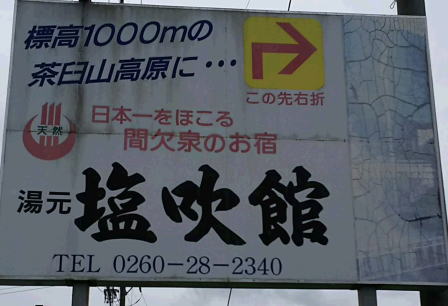 標高1000mの
茶臼山高原に…
この先右折
天然
日本一をほこる
間欠泉のお宿
湯元 塩吹館
TEL 0260-28-2340